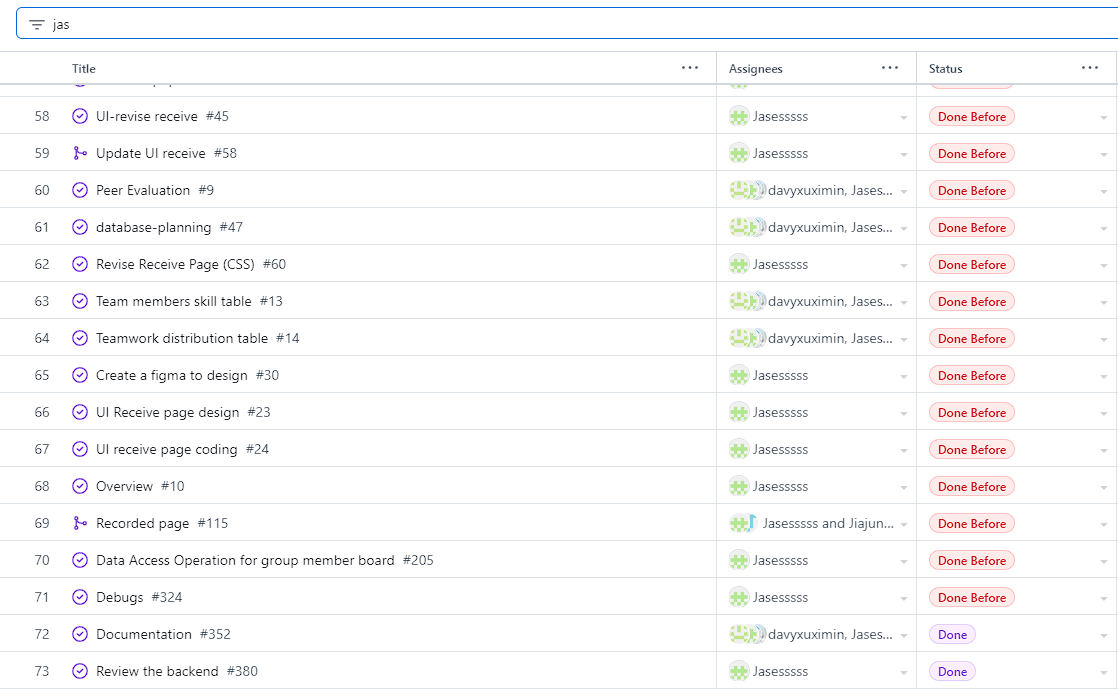 jas
Title ... Assignees ... Status ...
58 UI-revise receive #45 Jasesssss Done Before
59 Update UI receive #58 Jasesssss Done Before
60 Peer Evaluation #9 davyxuximin, Jases... Done Before
61 database-planning #47 davyxuximin, Jases... Done Before
62 Revise Receive Page (CSS) #60 Jasesssss Done Before
63 Team members skill table #13 davyxuximin, Jases... Done Before
64 Teamwork distribution table #14 davyxuximin, Jases... Done Before
65 Create a figma to design #30 Jasesssss Done Before
66 UI Receive page design #23 Jasesssss Done Before
67 UI receive page coding #24 Jasesssss Done Before
68 Overview #10 Jasesssss Done Before
69 Recorded page #115 Jasesssss and Jiajun... Done Before
70 Data Access Operation for group member board #205 Jasesssss Done Before
71 Debugs #324 Jasesssss Done Before
72 Documentation #352 davyxuximin, Jases... Done
73 Review the backend #380 Jasesssss Done